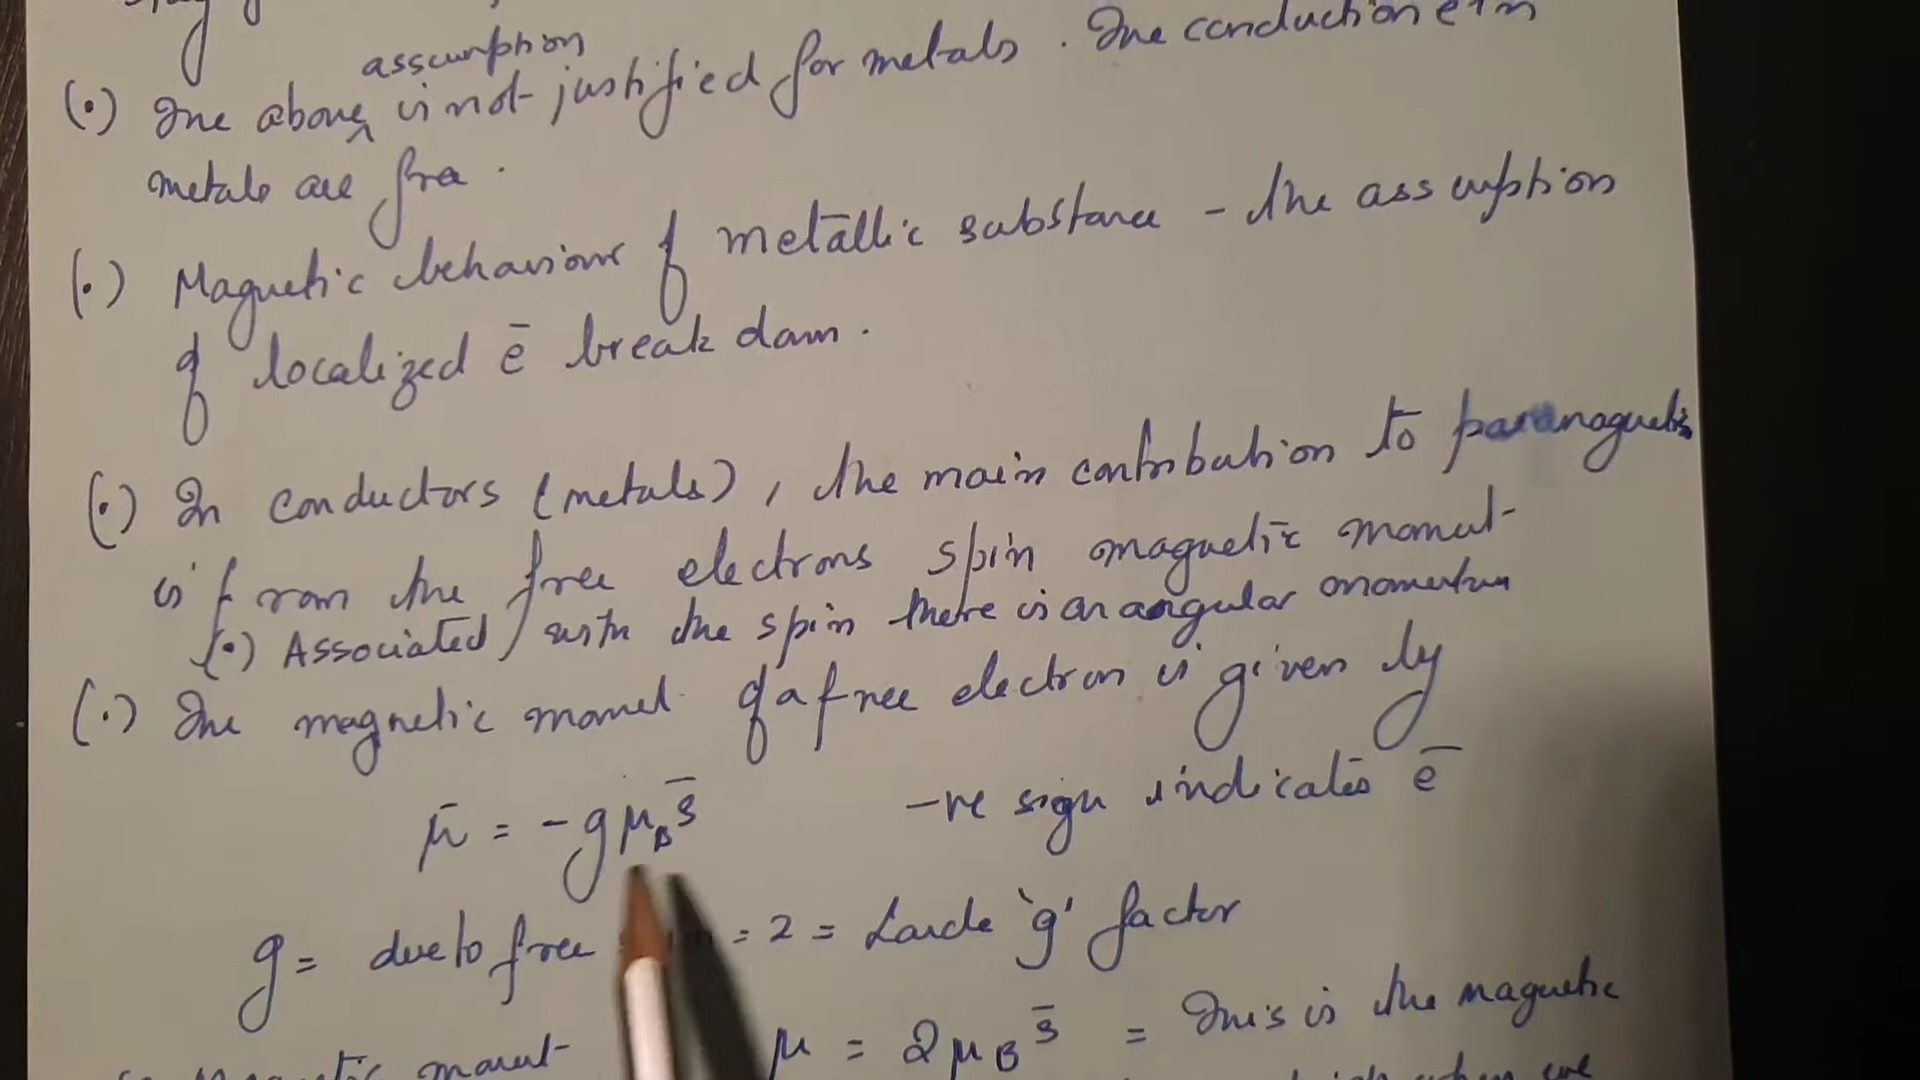 assumption
(•) The above ^ is not justified for metals. The conduction e⁻ in
metals are free.
(•) Magnetic behaviour of metallic substance - the assumption
of localized ē break down.
(•) In conductors (metals), the main contribution to paramagnetis
is from the free electrons spin magnetic moment
(•) Associated with the spin there is an angular momentum
(•) The magnetic moment of a free electron is given by
μ̄ = -gμ_B s̄ -ve sign indicates e⁻
g = due to free = 2 = Lande 'g' factor
μ = 2μ_B s̄ = This is the magnetic
moment